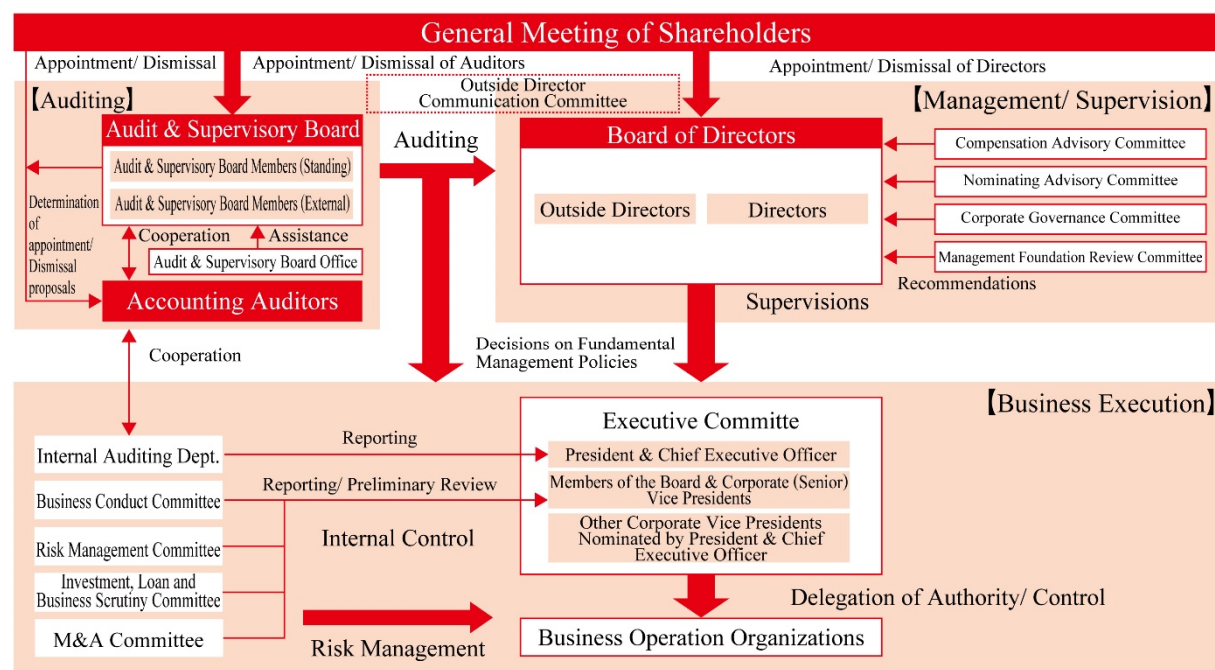 General Meeting of Shareholders
Appointment/ Dismissal
Appointment/ Dismissal of Auditors
Appointment/ Dismissal of Directors
Outside Director
Communication Committee
【Auditing】
【Management/ Supervision】
Audit & Supervisory Board
Audit & Supervisory Board Members (Standing)
Audit & Supervisory Board Members (External)
Auditing
Board of Directors
Outside Directors
Directors
Compensation Advisory Committee
Nominating Advisory Committee
Corporate Governance Committee
Management Foundation Review Committee
Recommendations
Determination
of
appointment/
Dismissal
proposals
Cooperation
Assistance
Audit & Supervisory Board Office
Accounting Auditors
Supervisions
Cooperation
Decisions on Fundamental
Management Policies
【Business Execution】
Executive Committe
President & Chief Executive Officer
Members of the Board & Corporate (Senior)
Vice Presidents
Other Corporate Vice Presidents
Nominated by President & Chief
Executive Officer
Internal Auditing Dept.
Reporting
Business Conduct Committee
Reporting/ Preliminary Review
Risk Management Committee
Internal Control
Investment, Loan and
Business Scrutiny Committee
M&A Committee
Risk Management
Delegation of Authority/ Control
Business Operation Organizations